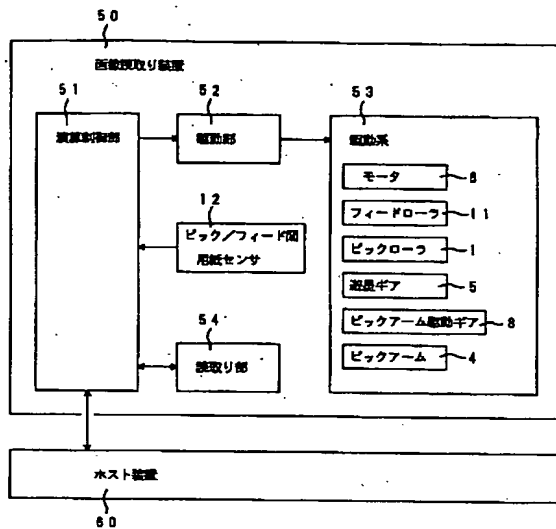 50
画像読取り装置
51
演算制御部
52
駆動部
53
駆動系
モータ
6
フィードローラ
11
ピックローラ
1
遊星ギア
5
ピックアーム駆動ギア
8
ピックアーム
4
12
ピック/フィード間
用紙センサ
54
読取り部
ホスト装置
60